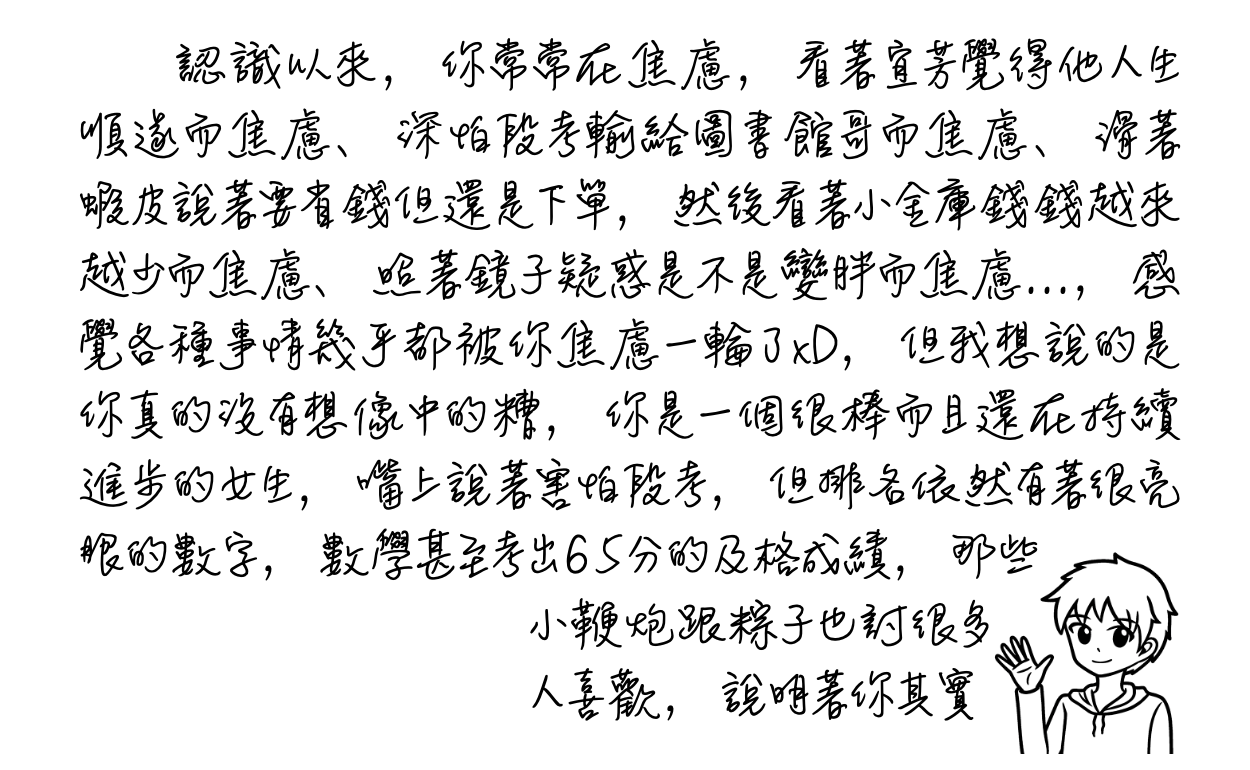 認識以來，你常常在焦慮，看著宜芳覺得他人生
順遂而焦慮、深怕段考輸給圖書館哥而焦慮、滑著
蝦皮說著要省錢但還是下單，然後看著小金庫錢錢越來
越少而焦慮、照著鏡子疑惑是不是變胖而焦慮...，感
覺各種事情幾乎都被你焦慮一輪了xD，但我想說的是
你真的沒有想像中的糟，你是一個很棒而且還在持續
進步的女生，嘴上說著害怕段考，但排名依然有著很亮
眼的數字，數學甚至考出65分的及格成績，那些
小鞭炮跟粽子也討很多
人喜歡，說明著你其實